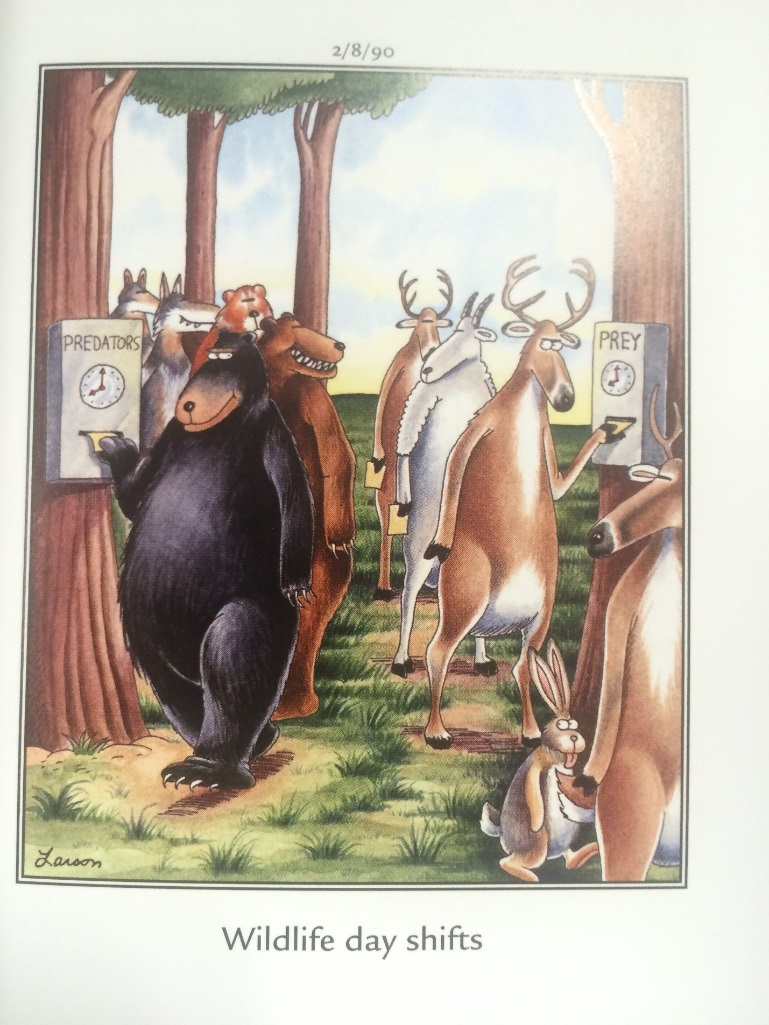 2/8/90
PREDATORS
PREY
Larson
Wildlife day shifts